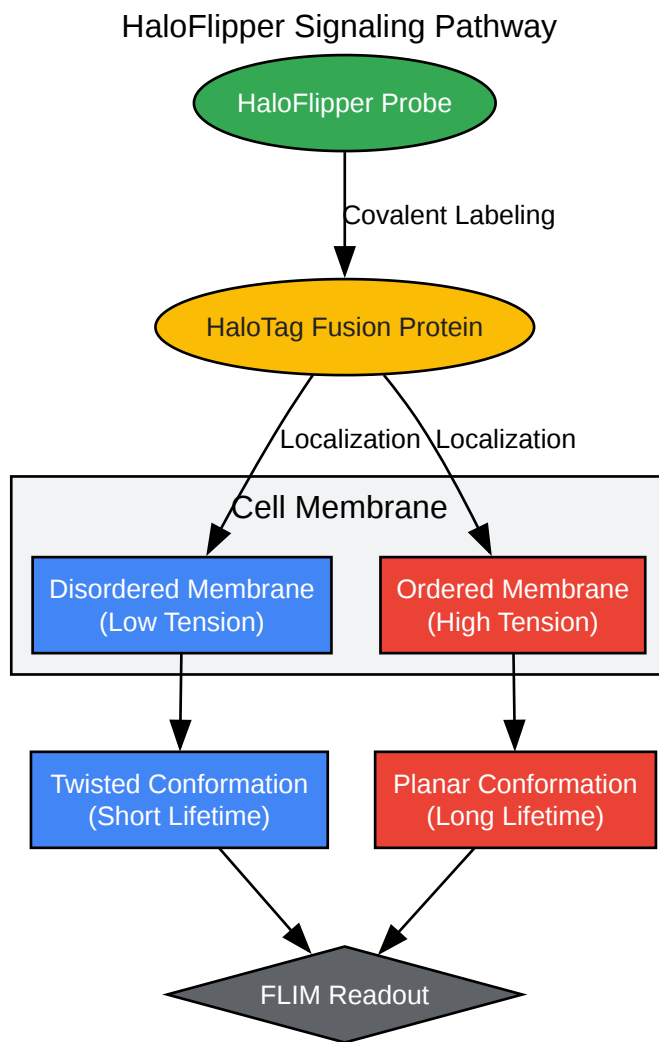 HaloFlipper Signaling Pathway
HaloFlipper Probe
Covalent Labeling
HaloTag Fusion Protein
Localization
Localization
Cell Membrane
Disordered Membrane
(Low Tension)
Ordered Membrane
(High Tension)
Twisted Conformation
(Short Lifetime)
Planar Conformation
(Long Lifetime)
FLIM Readout